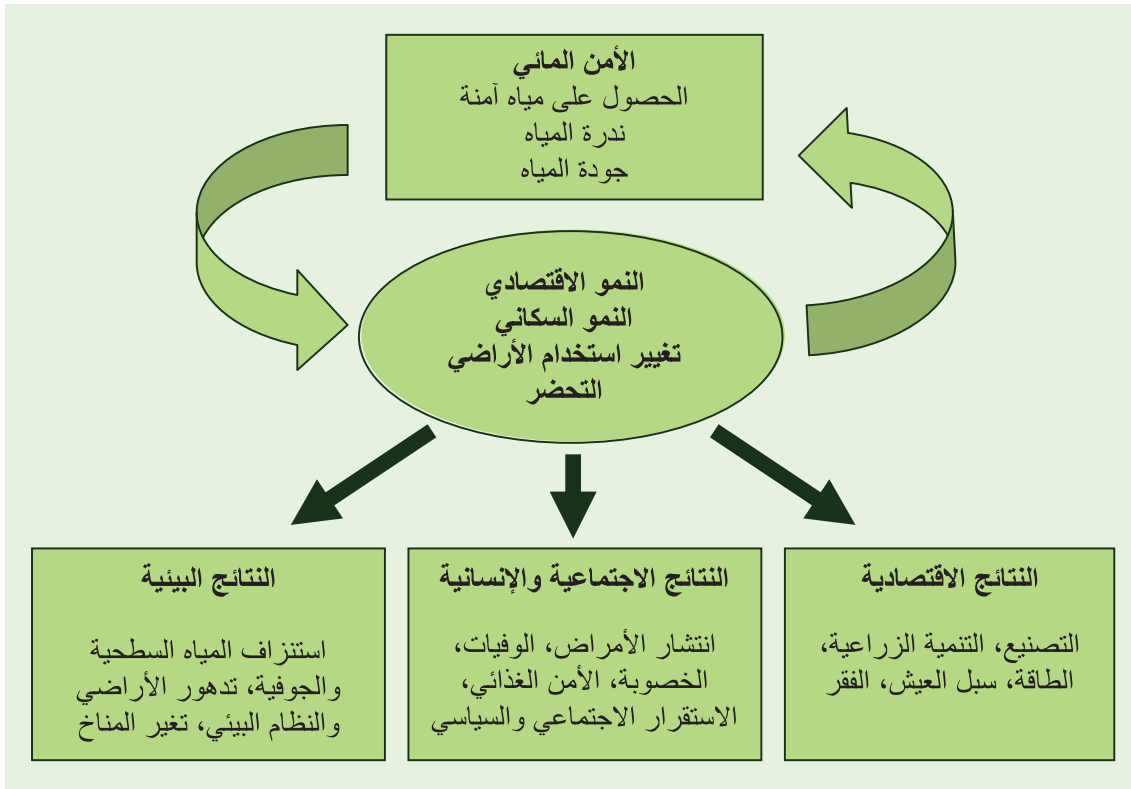 الأمن المائي
الحصول على مياه آمنة
ندرة المياه
جودة المياه
النمو الاقتصادي
النمو السكاني
تغيير استخدام الأراضي
التحضر
النتائج الاقتصادية
التصنيع، التنمية الزراعية،
الطاقة، سبل العيش، الفقر
النتائج الاجتماعية والإنسانية
انتشار الأمراض، الوفيات،
الخصوبة، الأمن الغذائي،
الاستقرار الاجتماعي والسياسي
النتائج البيئية
استنزاف المياه السطحية
والجوفية، تدهور الأراضي
والنظام البيئي، تغير المناخ